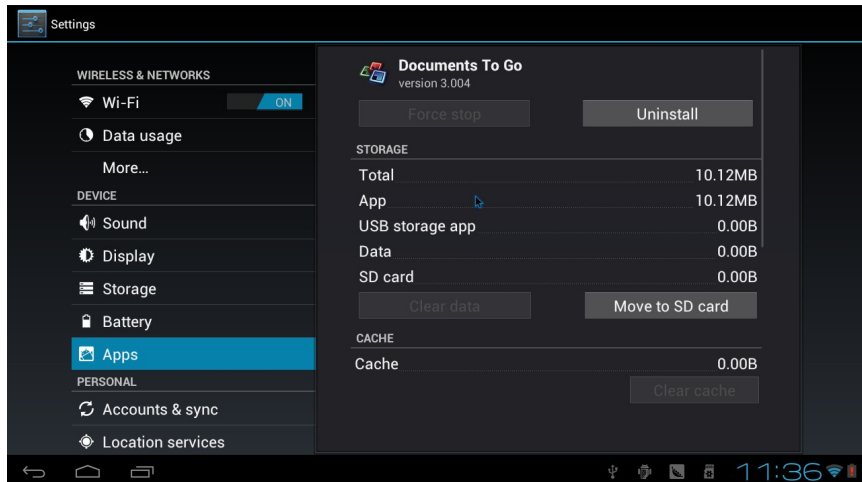 Settings
WIRELESS & NETWORKS
Wi-Fi ON
Data usage
More...
DEVICE
Sound
Display
Storage
Battery
Apps
PERSONAL
Accounts & sync
Location services
Documents To Go
version 3.004
Force stop Uninstall
STORAGE
Total 10.12MB
App 10.12MB
USB storage app 0.00B
Data 0.00B
SD card 0.00B
Clear data Move to SD card
CACHE
Cache 0.00B
Clear cache
11:36